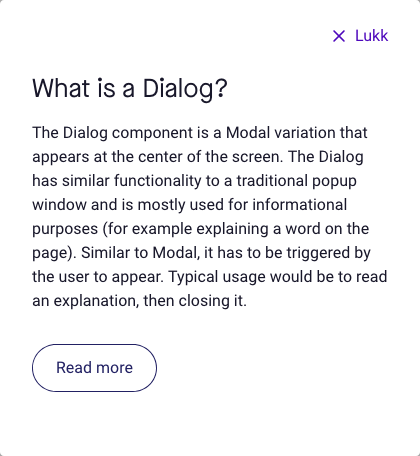 Lukk
What is a Dialog?
The Dialog component is a Modal variation that
appears at the center of the screen. The Dialog
has similar functionality to a traditional popup
window and is mostly used for informational
purposes (for example explaining a word on the
page). Similar to Modal, it has to be triggered by
the user to appear. Typical usage would be to read
an explanation, then closing it.
Read more